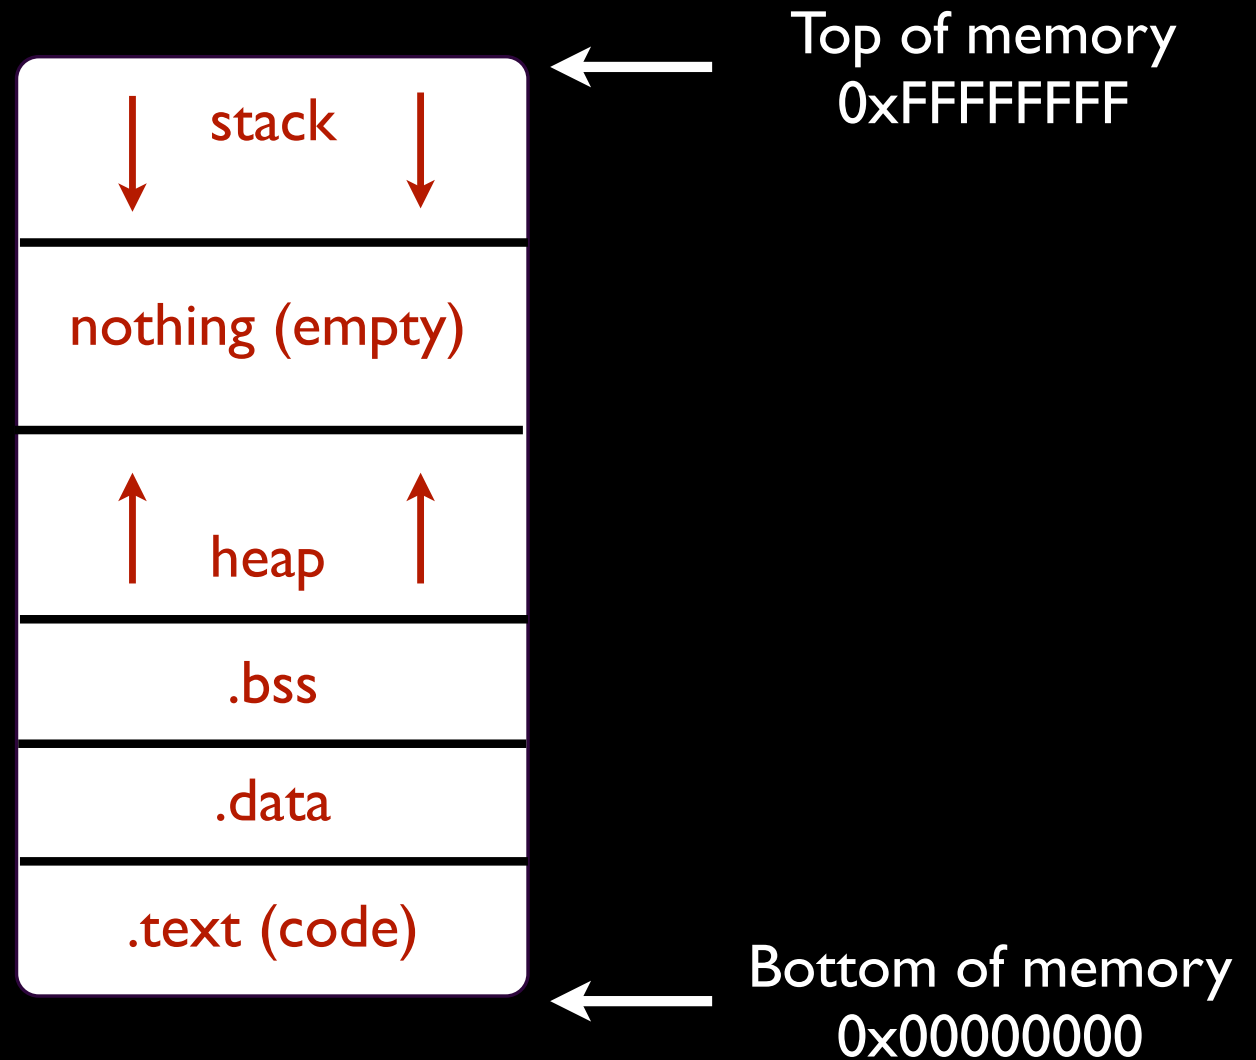 Top of memory
0xFFFFFFFF
stack
nothing (empty)
heap
.bss
.data
.text (code)
Bottom of memory
0x00000000